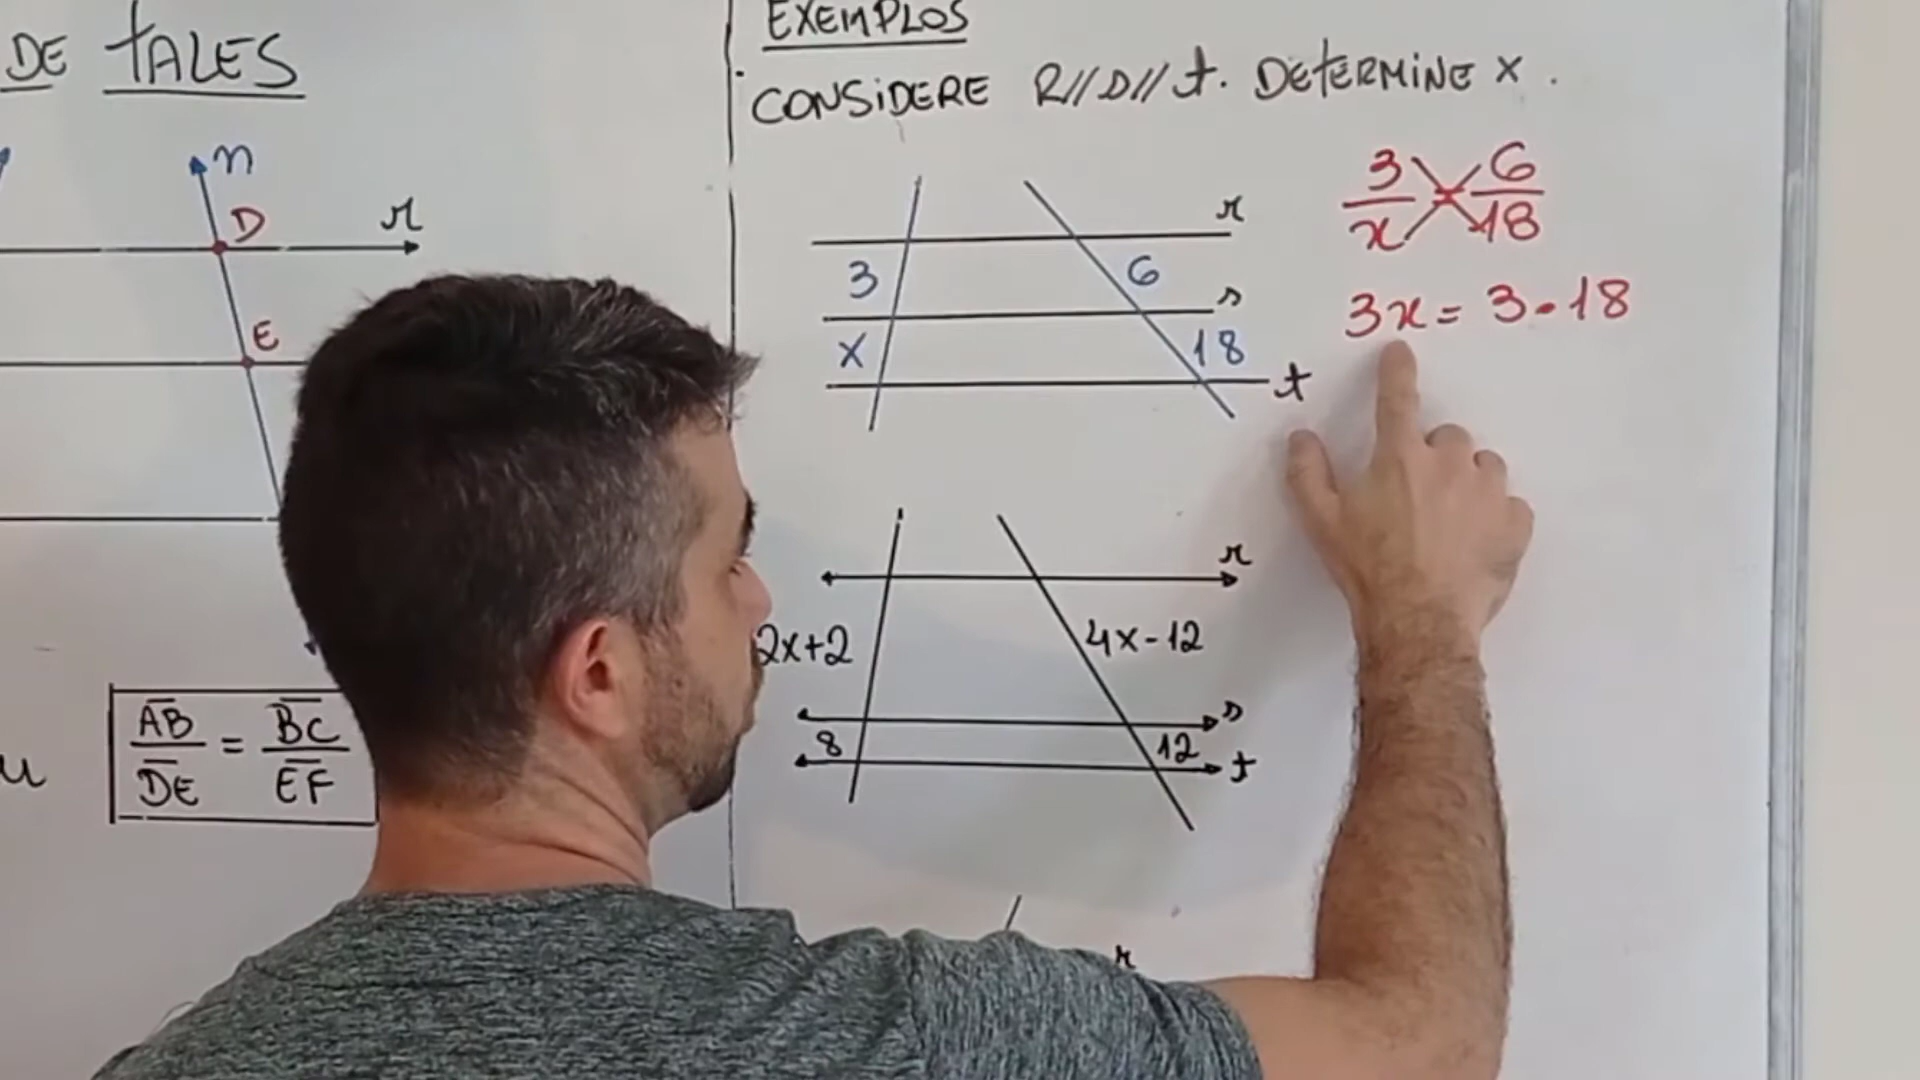 DE TALES
n
D
r
E
u
AB/DE = BC/EF
EXEMPLOS
CONSIDERE R//s//t. DETERMINE X.
r
3 6
s
X 18
t
3/x = 6/18
3x = 3·18
r
2x+2 4x-12
s
8 12
t
r